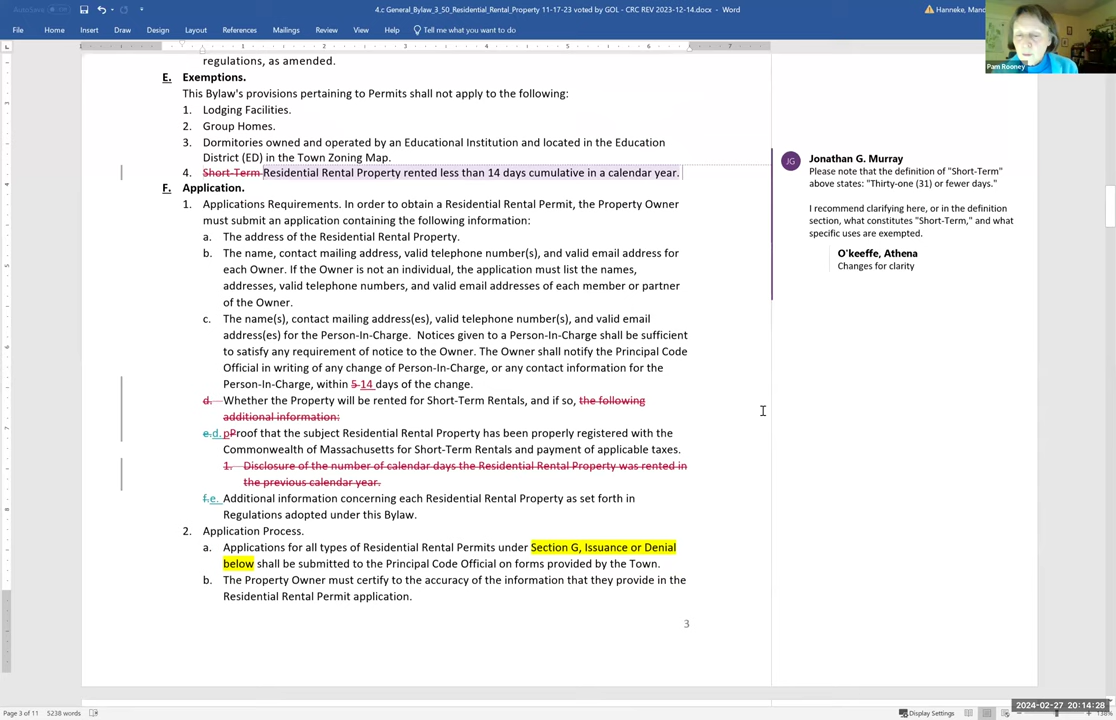 AutoSave Off
4.c General_Bylaw_3_50_Residential_Rental_Property 11-17-23 voted by GOL - CRC REV 2023-12-14.docx - Word
Hanneke,
File Home Insert Draw Design Layout References Mailings Review View Help Tell me what you want to do
Pam Rooney
regulations, as amended.
E. Exemptions.
This Bylaw's provisions pertaining to Permits shall not apply to the following:
1. Lodging Facilities.
2. Group Homes.
3. Dormitories owned and operated by an Educational Institution and located in the Education
District (ED) in the Town Zoning Map.
4. Short-Term Residential Rental Property rented less than 14 days cumulative in a calendar year.
F. Application.
1. Applications Requirements. In order to obtain a Residential Rental Permit, the Property Owner
must submit an application containing the following information:
a. The address of the Residential Rental Property.
b. The name, contact mailing address, valid telephone number(s), and valid email address for
each Owner. If the Owner is not an individual, the application must list the names,
addresses, valid telephone numbers, and valid email addresses of each member or partner
of the Owner.
c. The name(s), contact mailing address(es), valid telephone number(s), and valid email
address(es) for the Person-In-Charge. Notices given to a Person-In-Charge shall be sufficient
to satisfy any requirement of notice to the Owner. The Owner shall notify the Principal Code
Official in writing of any change of Person-In-Charge, or any contact information for the
Person-In-Charge, within 5 14 days of the change.
d. Whether the Property will be rented for Short-Term Rentals, and if so, the following
additional information:
e.d. pProof that the subject Residential Rental Property has been properly registered with the
Commonwealth of Massachusetts for Short-Term Rentals and payment of applicable taxes.
1. Disclosure of the number of calendar days the Residential Rental Property was rented in
the previous calendar year.
f.e. Additional information concerning each Residential Rental Property as set forth in
Regulations adopted under this Bylaw.
2. Application Process.
a. Applications for all types of Residential Rental Permits under Section G, Issuance or Denial
below shall be submitted to the Principal Code Official on forms provided by the Town.
b. The Property Owner must certify to the accuracy of the information that they provide in the
Residential Rental Permit application.
3
JG Jonathan G. Murray
Please note that the definition of "Short-Term"
above states: "Thirty-one (31) or fewer days."
I recommend clarifying here, or in the definition
section, what constitutes "Short-Term," and what
specific uses are exempted.
O'keeffe, Athena
Changes for clarity
2024-02-27 20:14:28
Page 3 of 11 5238 words
Display Settings